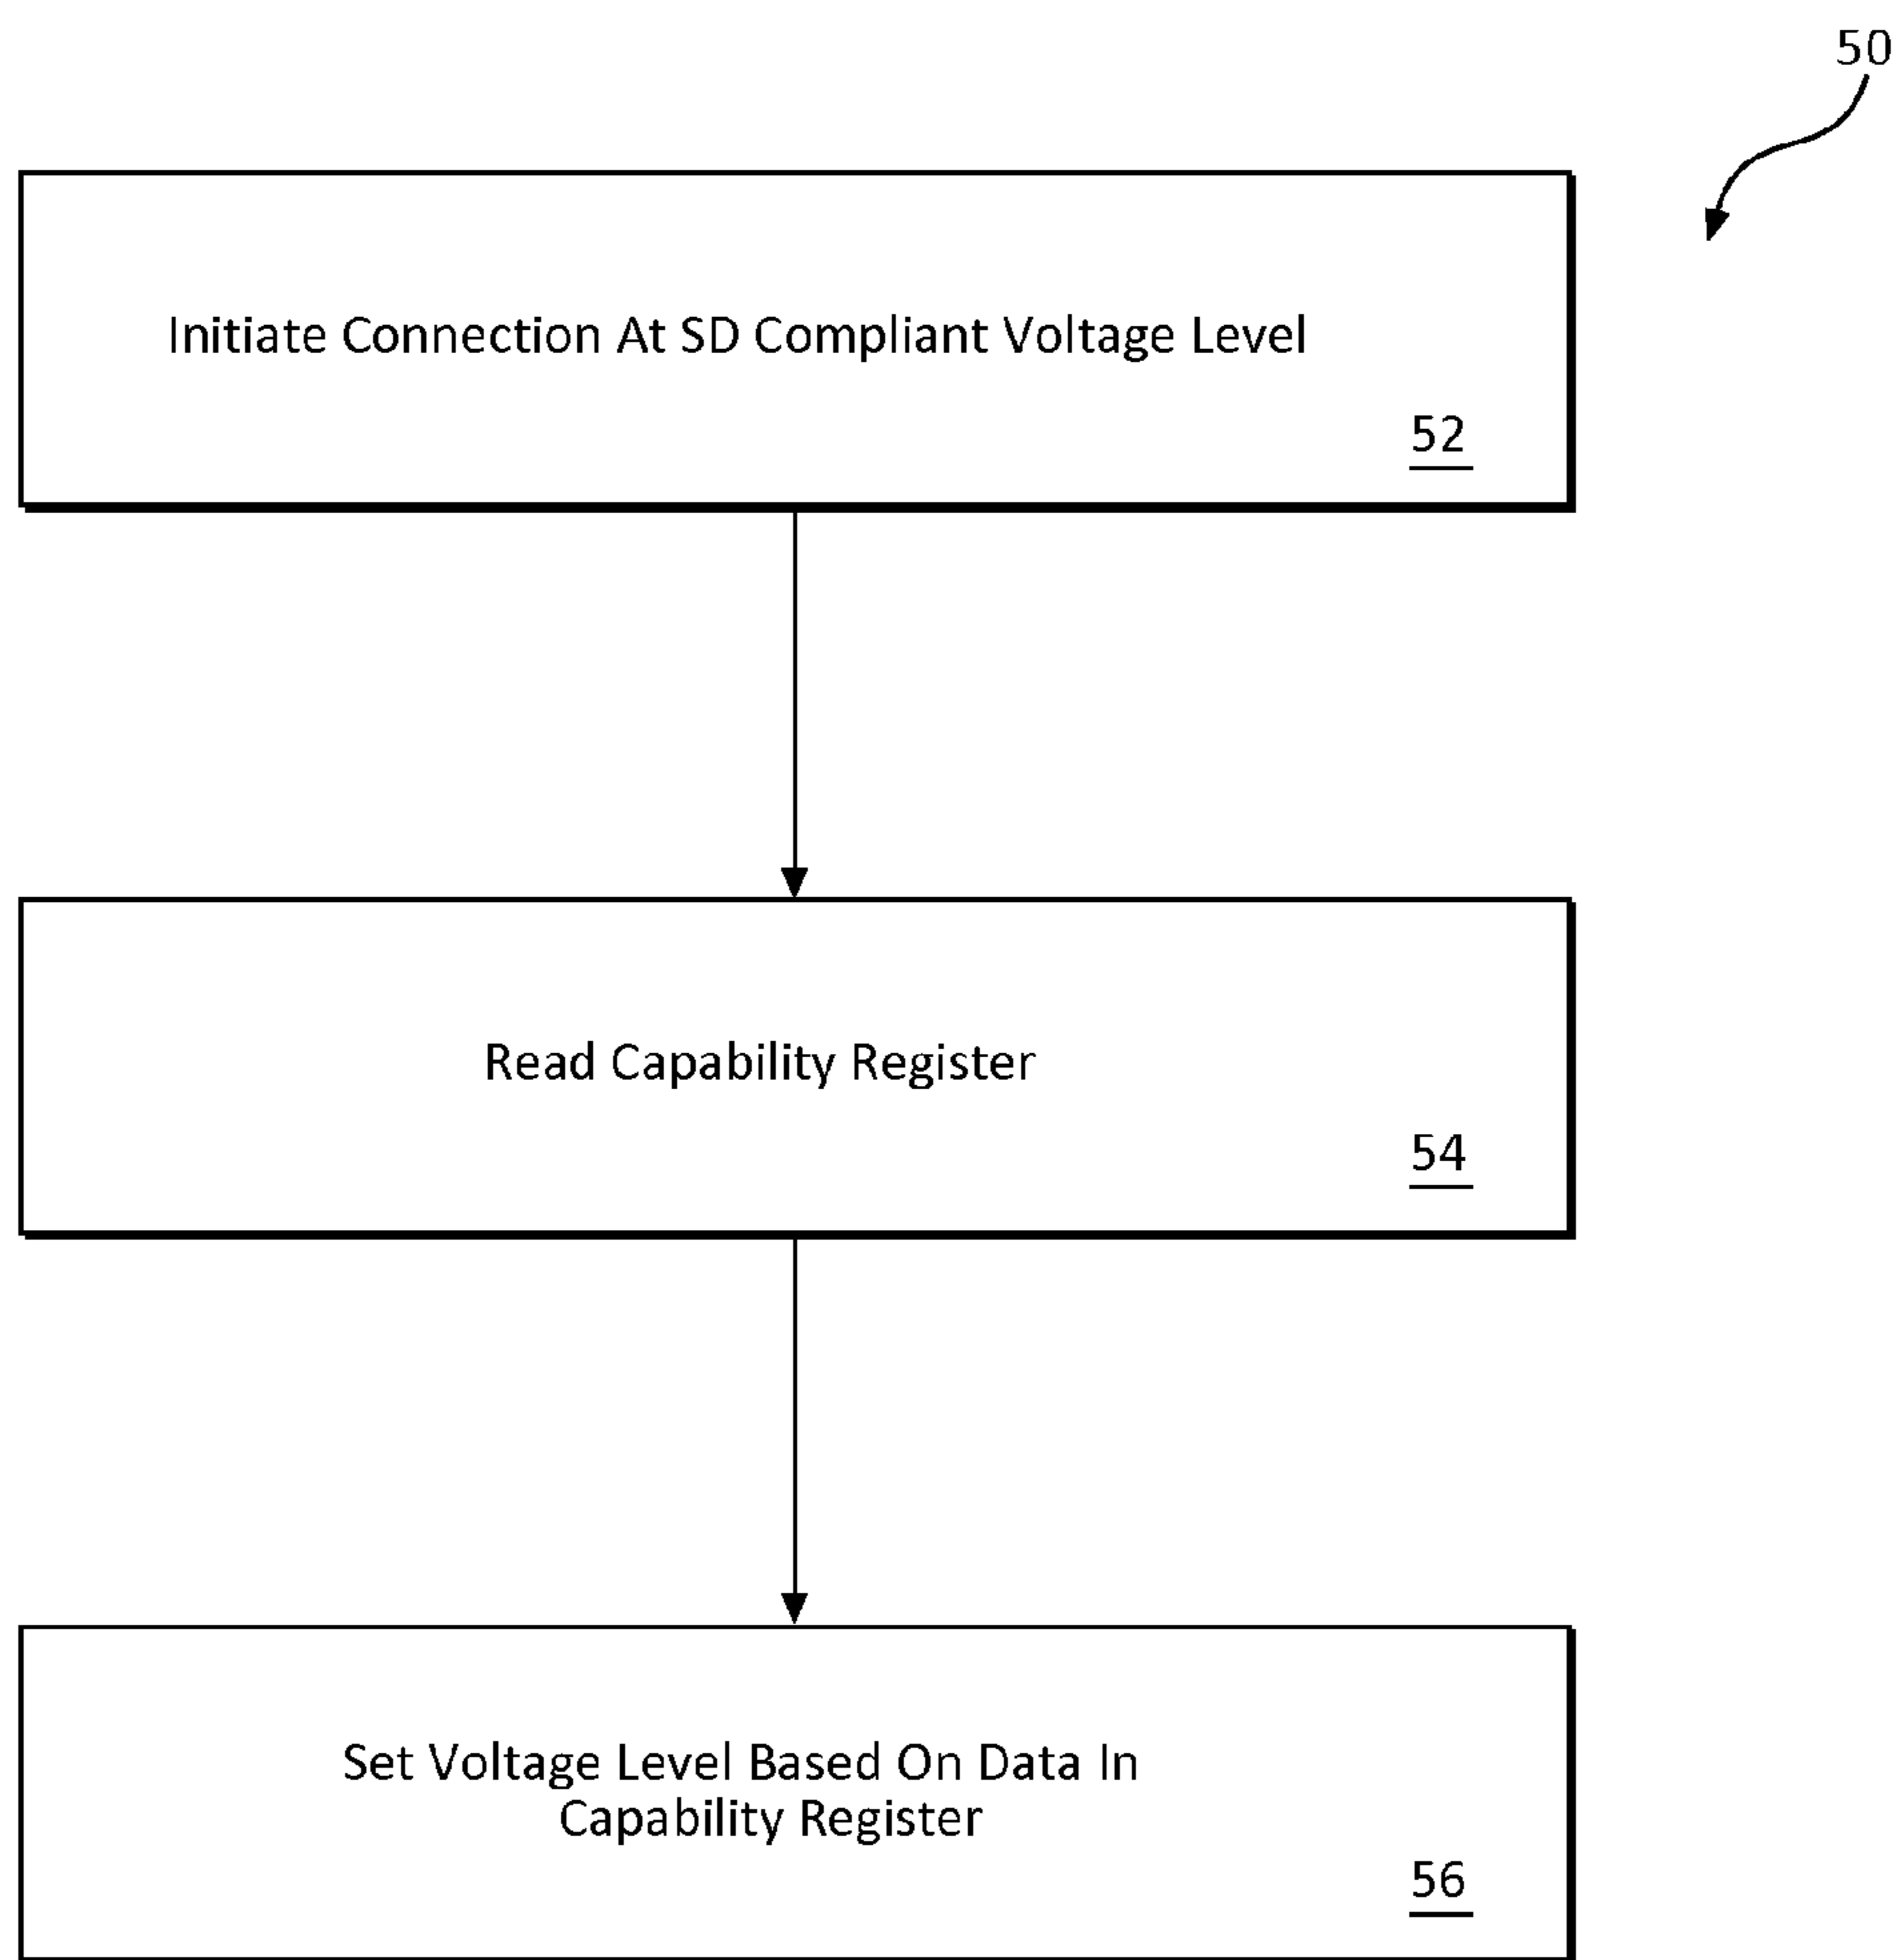 50
Initiate Connection At SD Compliant Voltage Level
52
Read Capability Register
54
Set Voltage Level Based On Data In
Capability Register
56